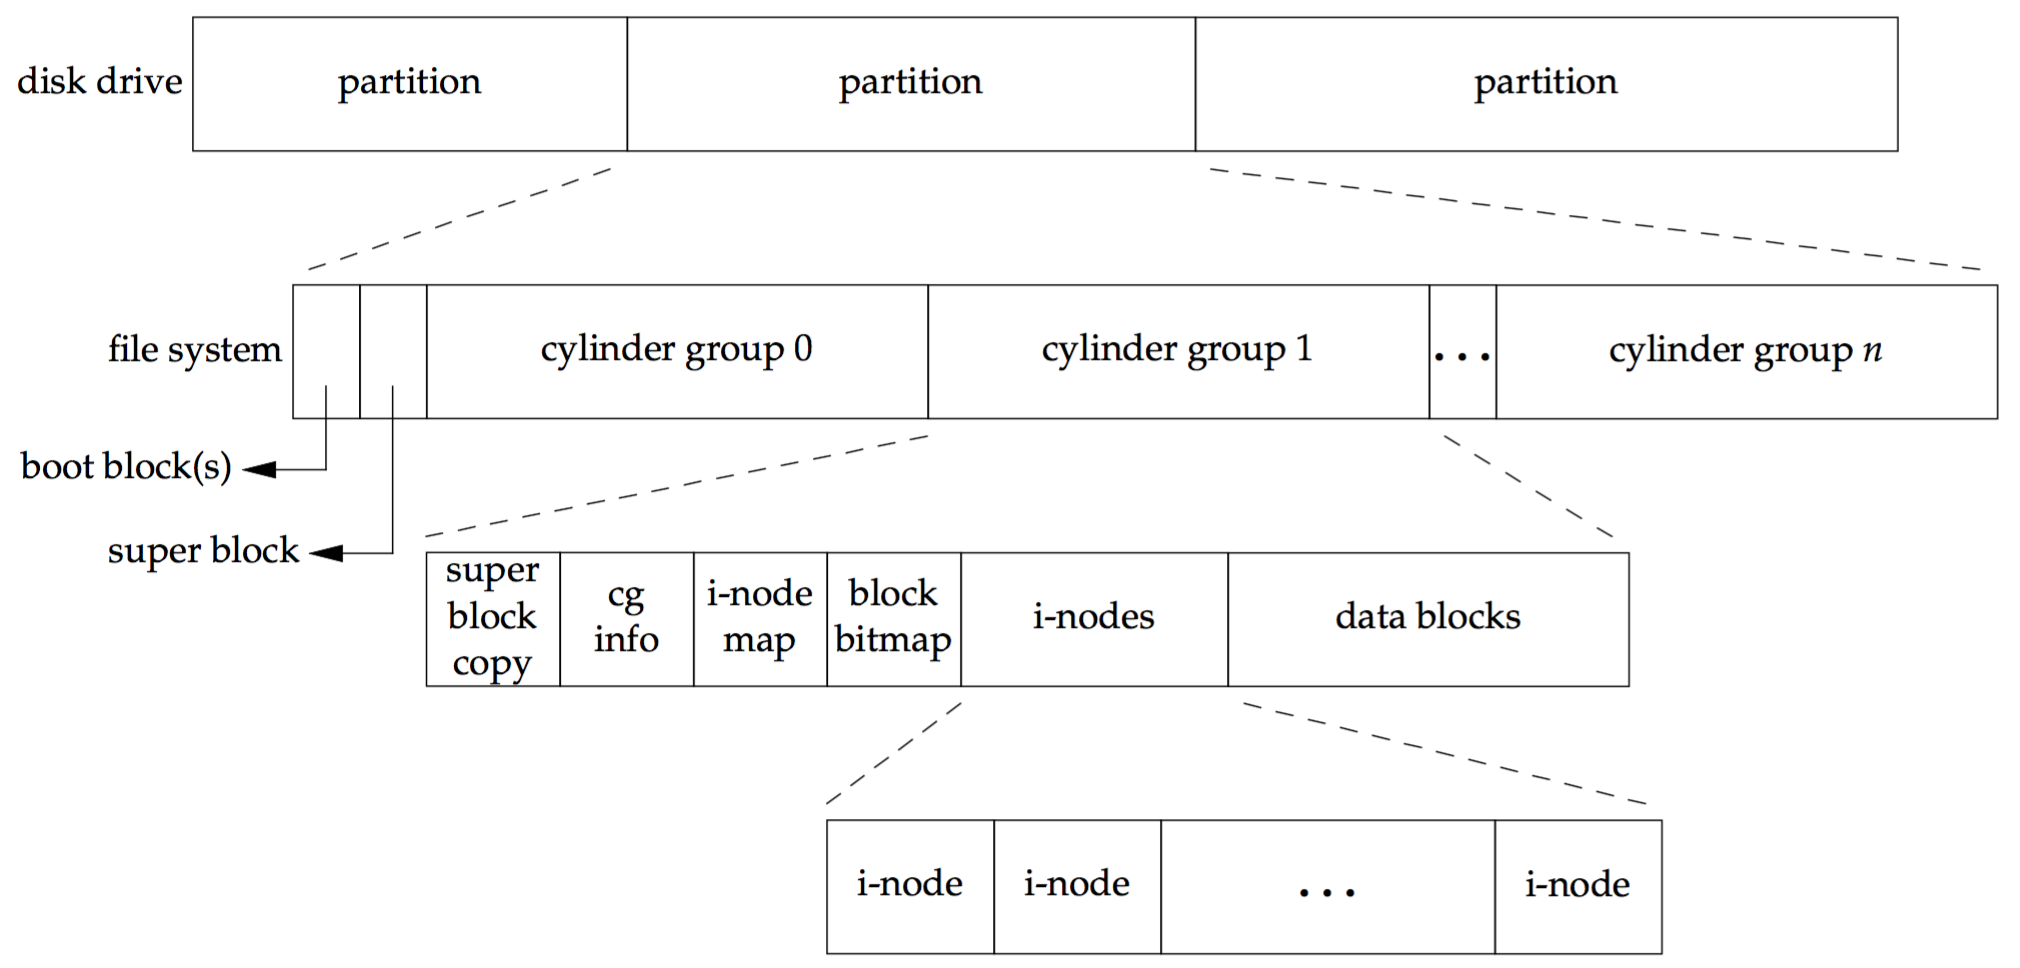 disk drive
partition
partition
partition
file system
cylinder group 0
cylinder group 1
...
cylinder group n
boot block(s)
super block
super
block
copy
cg
info
i-node
map
block
bitmap
i-nodes
data blocks
i-node
i-node
...
i-node